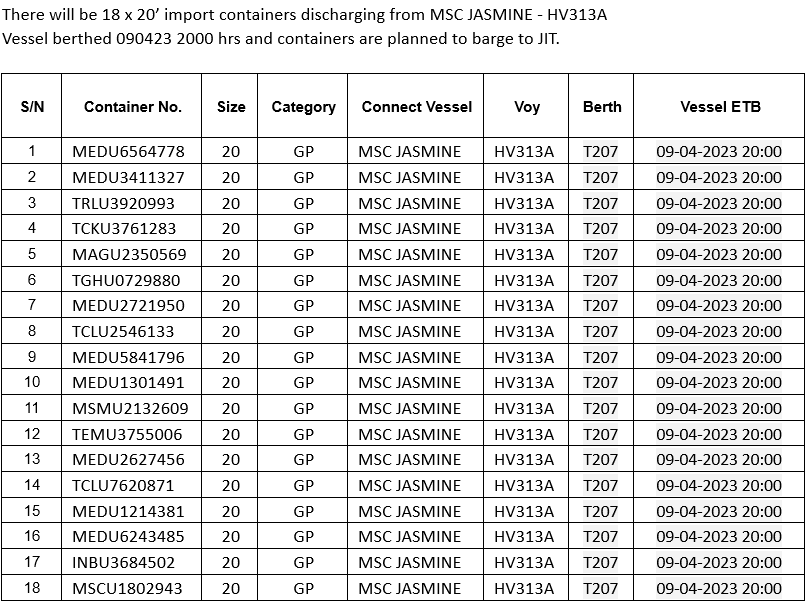 There will be 18 x 20’ import containers discharging from MSC JASMINE - HV313A
Vessel berthed 090423 2000 hrs and containers are planned to barge to JIT.
S/N Container No. Size Category Connect Vessel Voy Berth Vessel ETB
1 MEDU6564778 20 GP MSC JASMINE HV313A T207 09-04-2023 20:00
2 MEDU3411327 20 GP MSC JASMINE HV313A T207 09-04-2023 20:00
3 TRLU3920993 20 GP MSC JASMINE HV313A T207 09-04-2023 20:00
4 TCKU3761283 20 GP MSC JASMINE HV313A T207 09-04-2023 20:00
5 MAGU2350569 20 GP MSC JASMINE HV313A T207 09-04-2023 20:00
6 TGHU0729880 20 GP MSC JASMINE HV313A T207 09-04-2023 20:00
7 MEDU2721950 20 GP MSC JASMINE HV313A T207 09-04-2023 20:00
8 TCLU2546133 20 GP MSC JASMINE HV313A T207 09-04-2023 20:00
9 MEDU5841796 20 GP MSC JASMINE HV313A T207 09-04-2023 20:00
10 MEDU1301491 20 GP MSC JASMINE HV313A T207 09-04-2023 20:00
11 MSMU2132609 20 GP MSC JASMINE HV313A T207 09-04-2023 20:00
12 TEMU3755006 20 GP MSC JASMINE HV313A T207 09-04-2023 20:00
13 MEDU2627456 20 GP MSC JASMINE HV313A T207 09-04-2023 20:00
14 TCLU7620871 20 GP MSC JASMINE HV313A T207 09-04-2023 20:00
15 MEDU1214381 20 GP MSC JASMINE HV313A T207 09-04-2023 20:00
16 MEDU6243485 20 GP MSC JASMINE HV313A T207 09-04-2023 20:00
17 INBU3684502 20 GP MSC JASMINE HV313A T207 09-04-2023 20:00
18 MSCU1802943 20 GP MSC JASMINE HV313A T207 09-04-2023 20:00